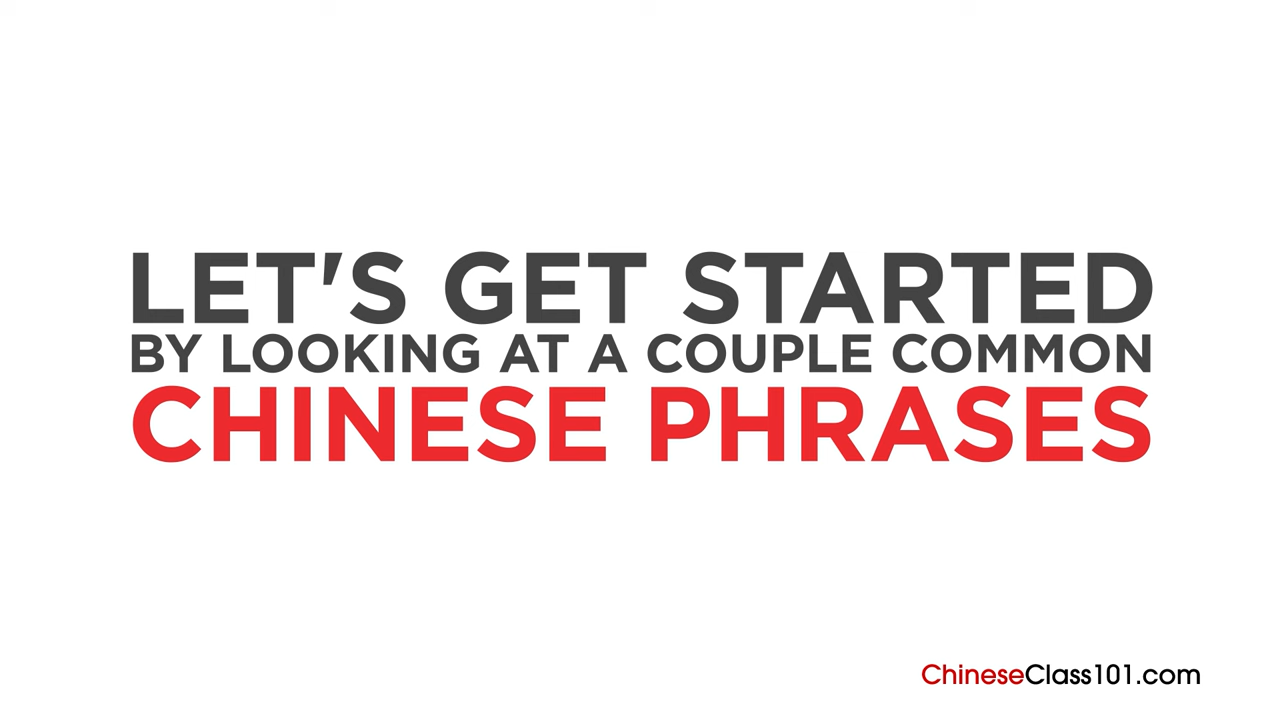 LET'S GET STARTED
BY LOOKING AT A COUPLE COMMON
CHINESE PHRASES
ChineseClass101.com